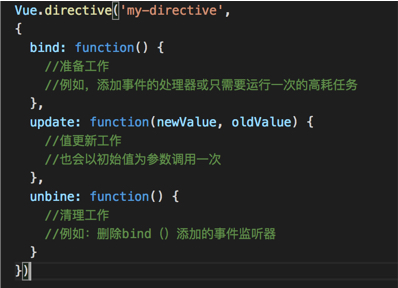 Vue.directive('my-directive',
{
  bind: function() {
    //准备工作
    //例如，添加事件的处理器或只需要运行一次的高耗任务
  },
  update: function(newValue, oldValue) {
    //值更新工作
    //也会以初始值为参数调用一次
  },
  unbine: function() {
    //清理工作
    //例如：删除bind（）添加的事件监听器
  }
})